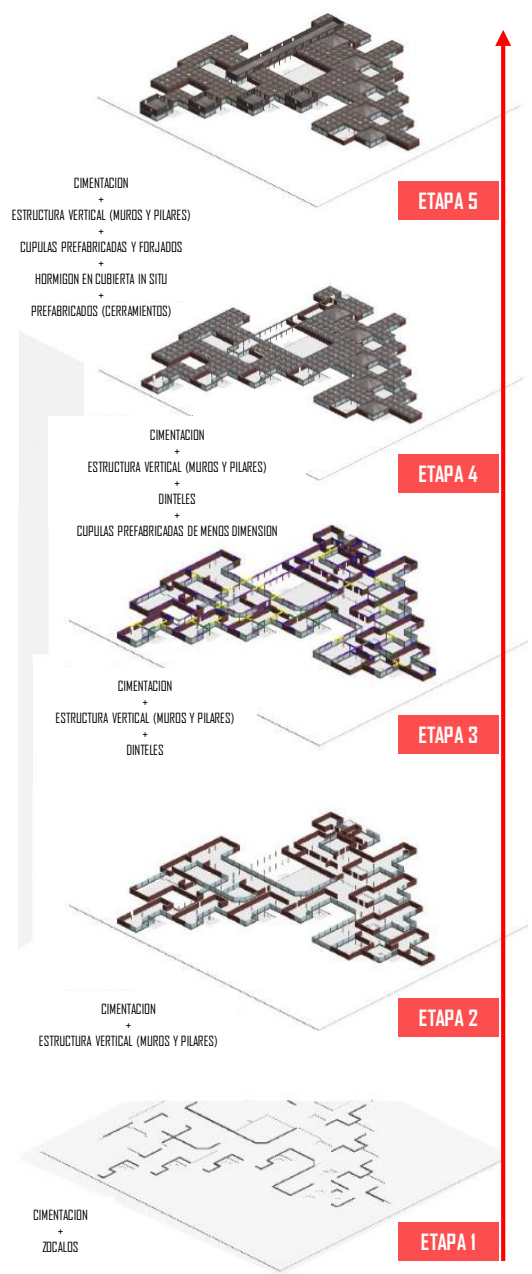 CIMENTACION
+
ESTRUCTURA VERTICAL (MUROS Y PILARES)
+
CUPULAS PREFABRICADAS Y FORJADOS
+
HORMIGON EN CUBIERTA IN SITU
+
PREFABRICADOS (CERRAMIENTOS)
ETAPA 5
CIMENTACION
+
ESTRUCTURA VERTICAL (MUROS Y PILARES)
+
DINTELES
+
CUPULAS PREFABRICADAS DE MENOS DIMENSION
ETAPA 4
CIMENTACION
+
ESTRUCTURA VERTICAL (MUROS Y PILARES)
+
DINTELES
ETAPA 3
CIMENTACION
+
ESTRUCTURA VERTICAL (MUROS Y PILARES)
ETAPA 2
CIMENTACION
+
ZOCALOS
ETAPA 1